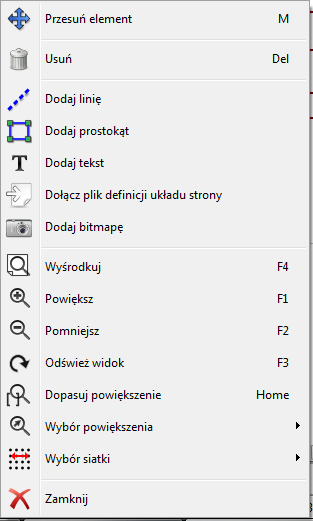 Przesuń element M
Usuń Del
Dodaj linię
Dodaj prostokąt
T Dodaj tekst
Dołącz plik definicji układu strony
Dodaj bitmapę
Wyśrodkuj F4
Powiększ F1
Pomniejsz F2
Odśwież widok F3
Dopasuj powiększenie Home
Wybór powiększenia
Wybór siatki
Zamknij